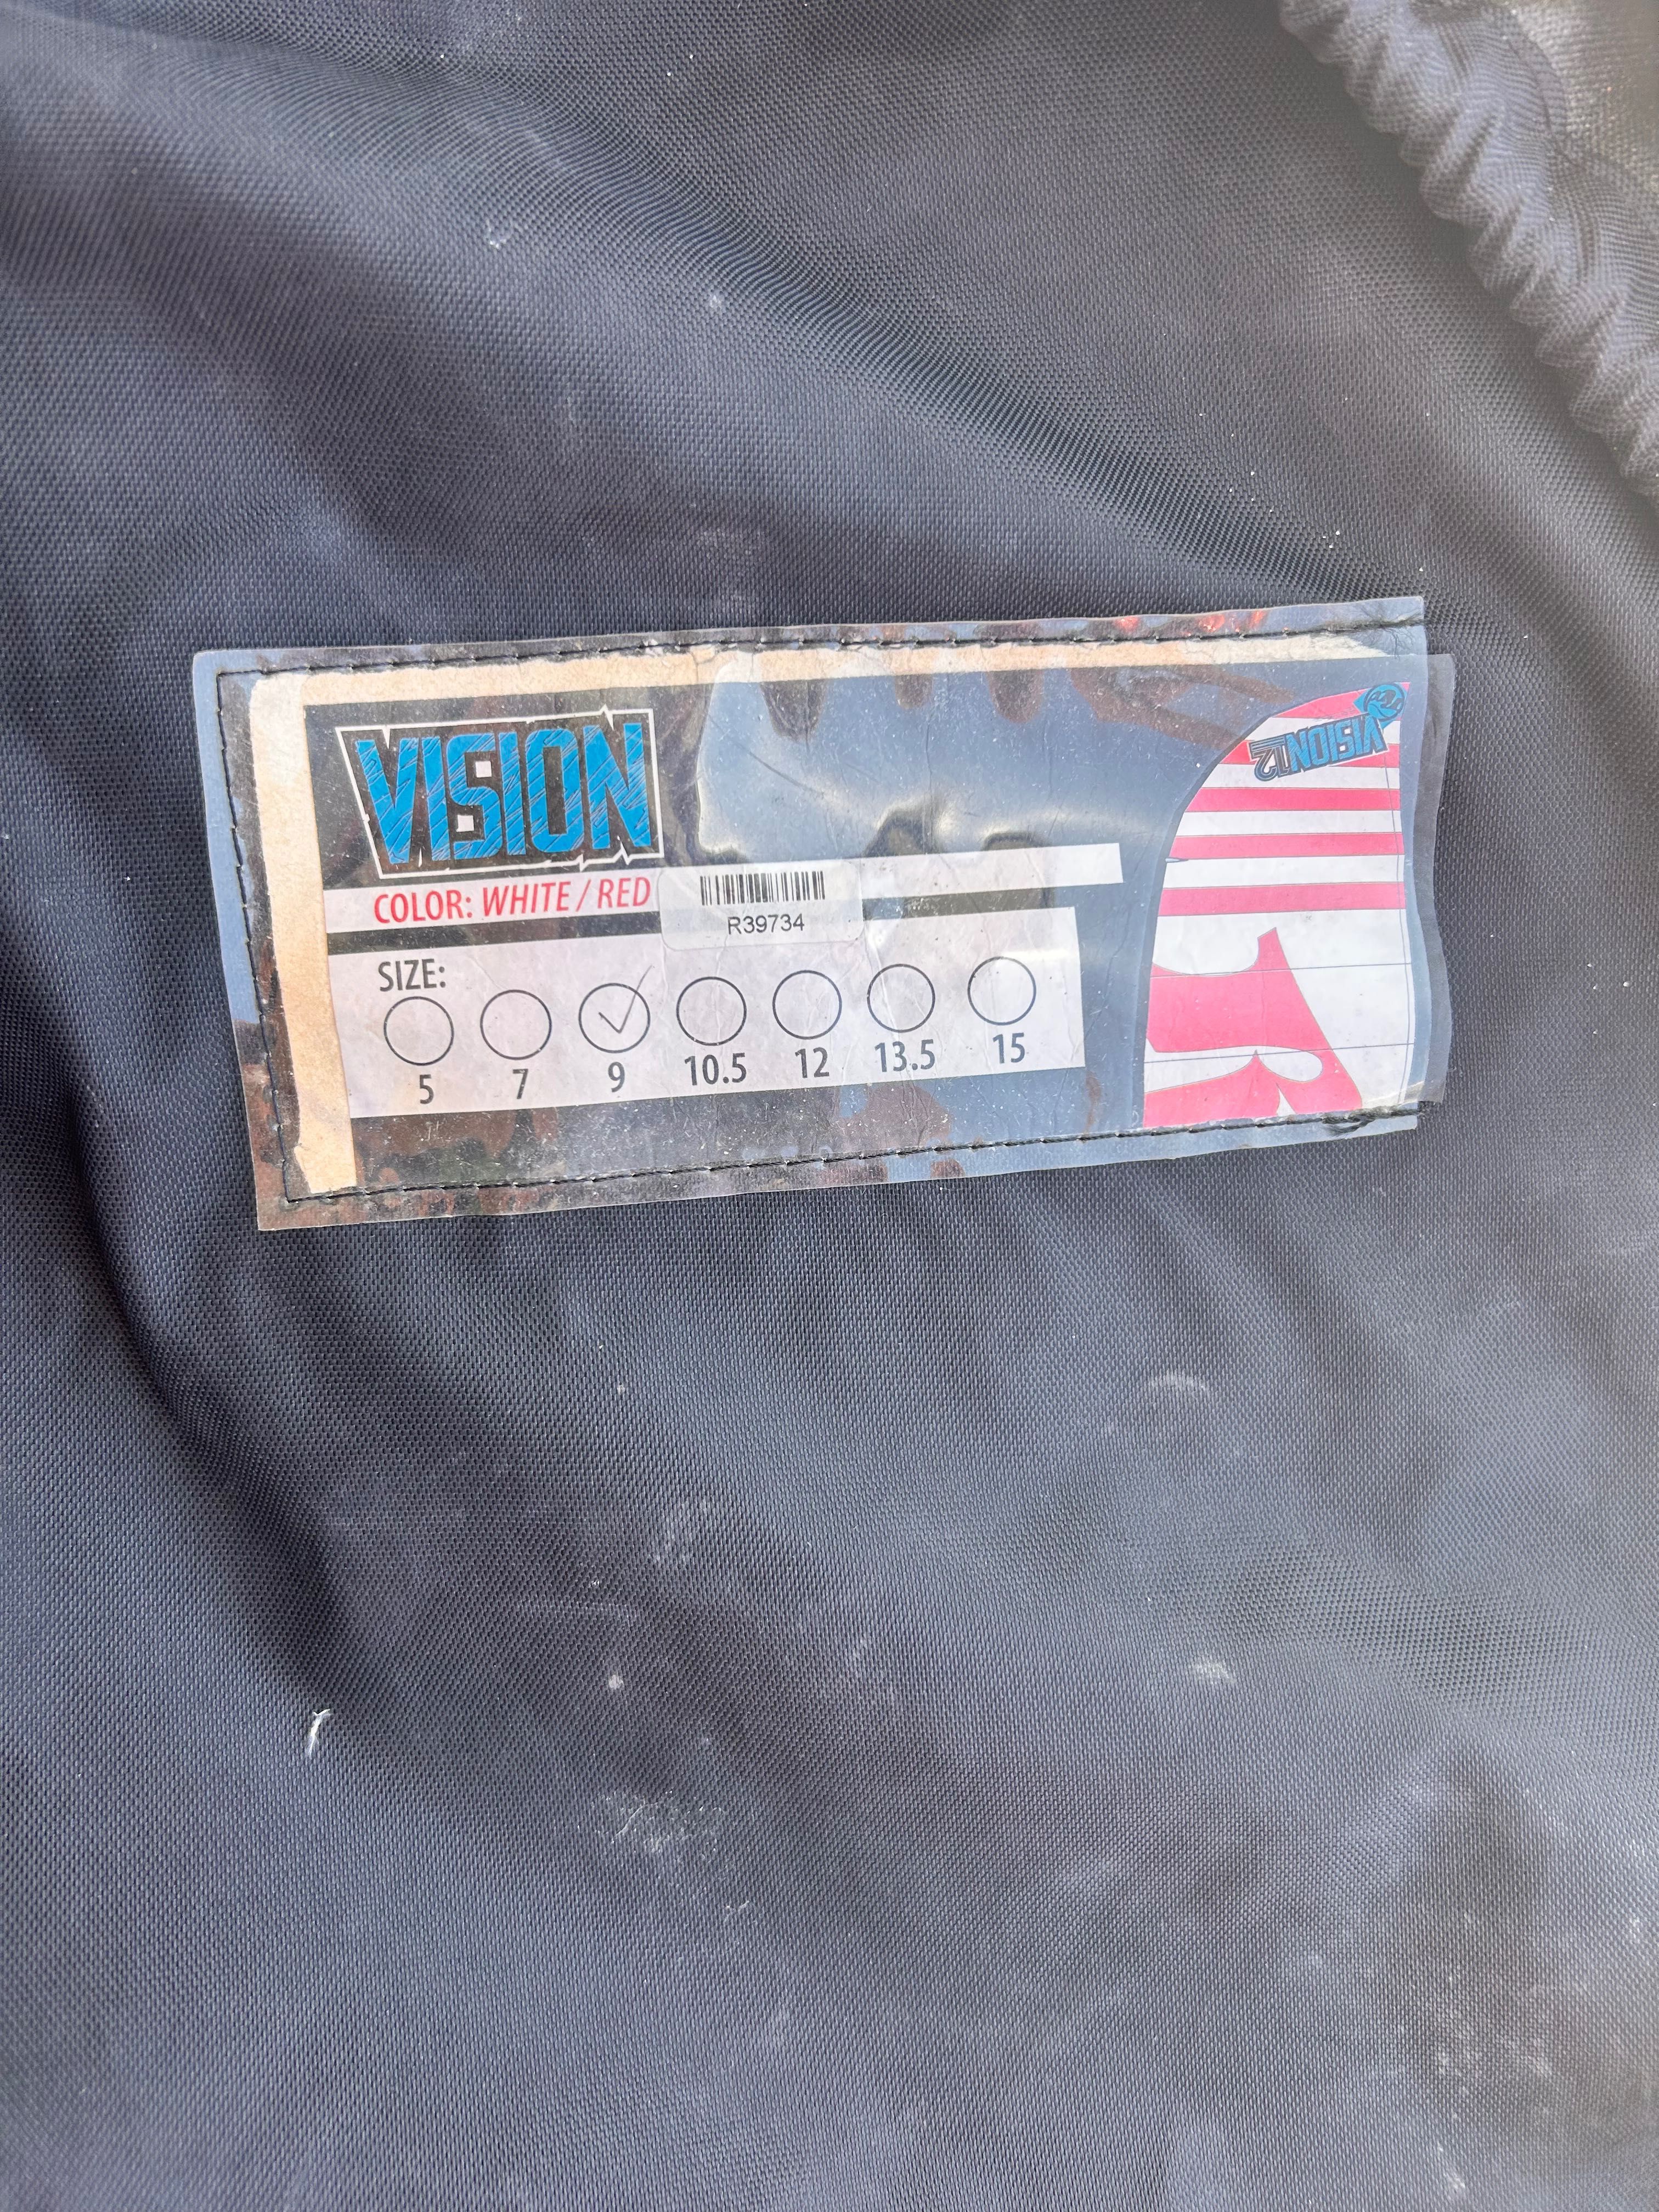 VISION
VISION12
COLOR: WHITE / RED
R39734
SIZE:
5 7 9 10.5 12 13.5 15